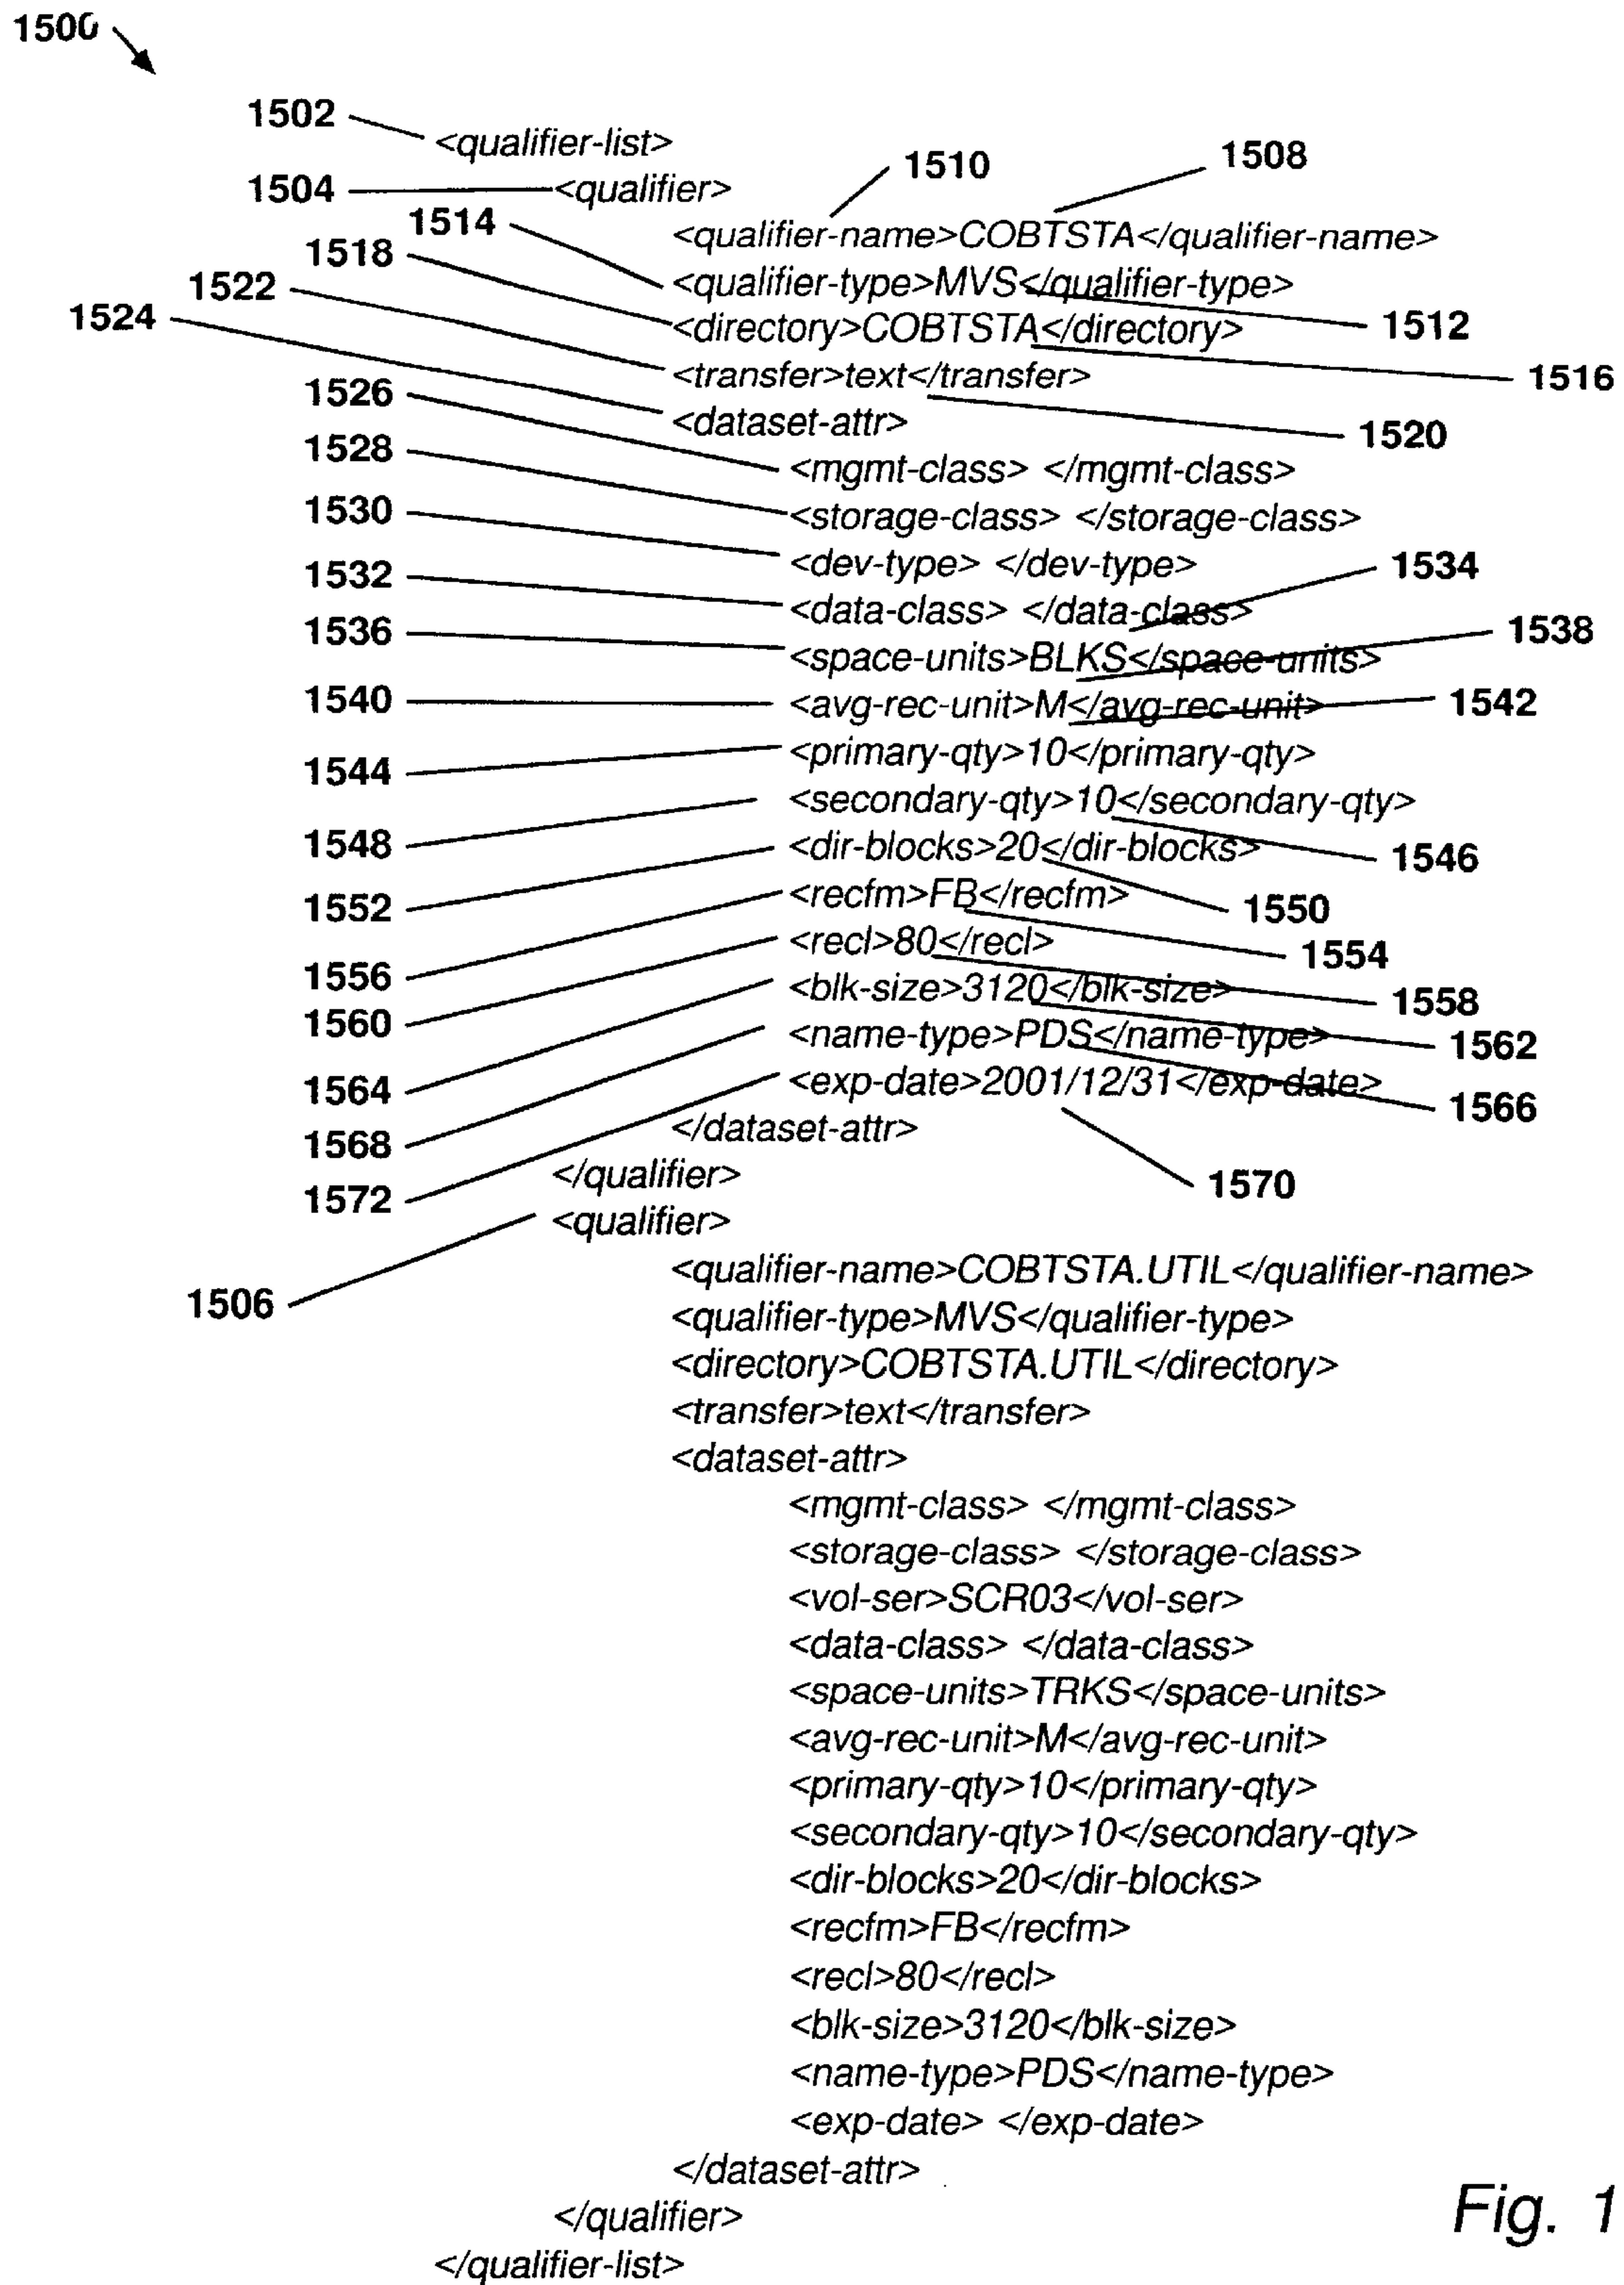 1500
1502
<qualifier-list>
1510
1508
1504
<qualifier>
1514
<qualifier-name>COBTSTA</qualifier-name>
1518
<qualifier-type>MVS</qualifier-type>
1522
<directory>COBTSTA</directory>
1512
1524
<transfer>text</transfer>
1516
1526
<dataset-attr>
1520
1528
<mgmt-class> </mgmt-class>
1530
<storage-class> </storage-class>
<dev-type> </dev-type>
1534
1532
<data-class> </data-class>
1536
<space-units>BLKS</space-units>
1538
1540
<avg-rec-unit>M</avg-rec-unit>
1542
1544
<primary-qty>10</primary-qty>
<secondary-qty>10</secondary-qty>
1548
<dir-blocks>20</dir-blocks>
1546
1552
<recfm>FB</recfm>
1550
<recl>80</recl>
1554
1556
<blk-size>3120</blk-size>
1558
1560
<name-type>PDS</name-type>
1562
1564
<exp-date>2001/12/31</exp-date>
1566
1568
</dataset-attr>
1572
</qualifier>
1570
<qualifier>
1506
<qualifier-name>COBTSTA.UTIL</qualifier-name>
<qualifier-type>MVS</qualifier-type>
<directory>COBTSTA.UTIL</directory>
<transfer>text</transfer>
<dataset-attr>
<mgmt-class> </mgmt-class>
<storage-class> </storage-class>
<vol-ser>SCR03</vol-ser>
<data-class> </data-class>
<space-units>TRKS</space-units>
<avg-rec-unit>M</avg-rec-unit>
<primary-qty>10</primary-qty>
<secondary-qty>10</secondary-qty>
<dir-blocks>20</dir-blocks>
<recfm>FB</recfm>
<recl>80</recl>
<blk-size>3120</blk-size>
<name-type>PDS</name-type>
<exp-date> </exp-date>
</dataset-attr>
</qualifier>
</qualifier-list>
Fig. 1